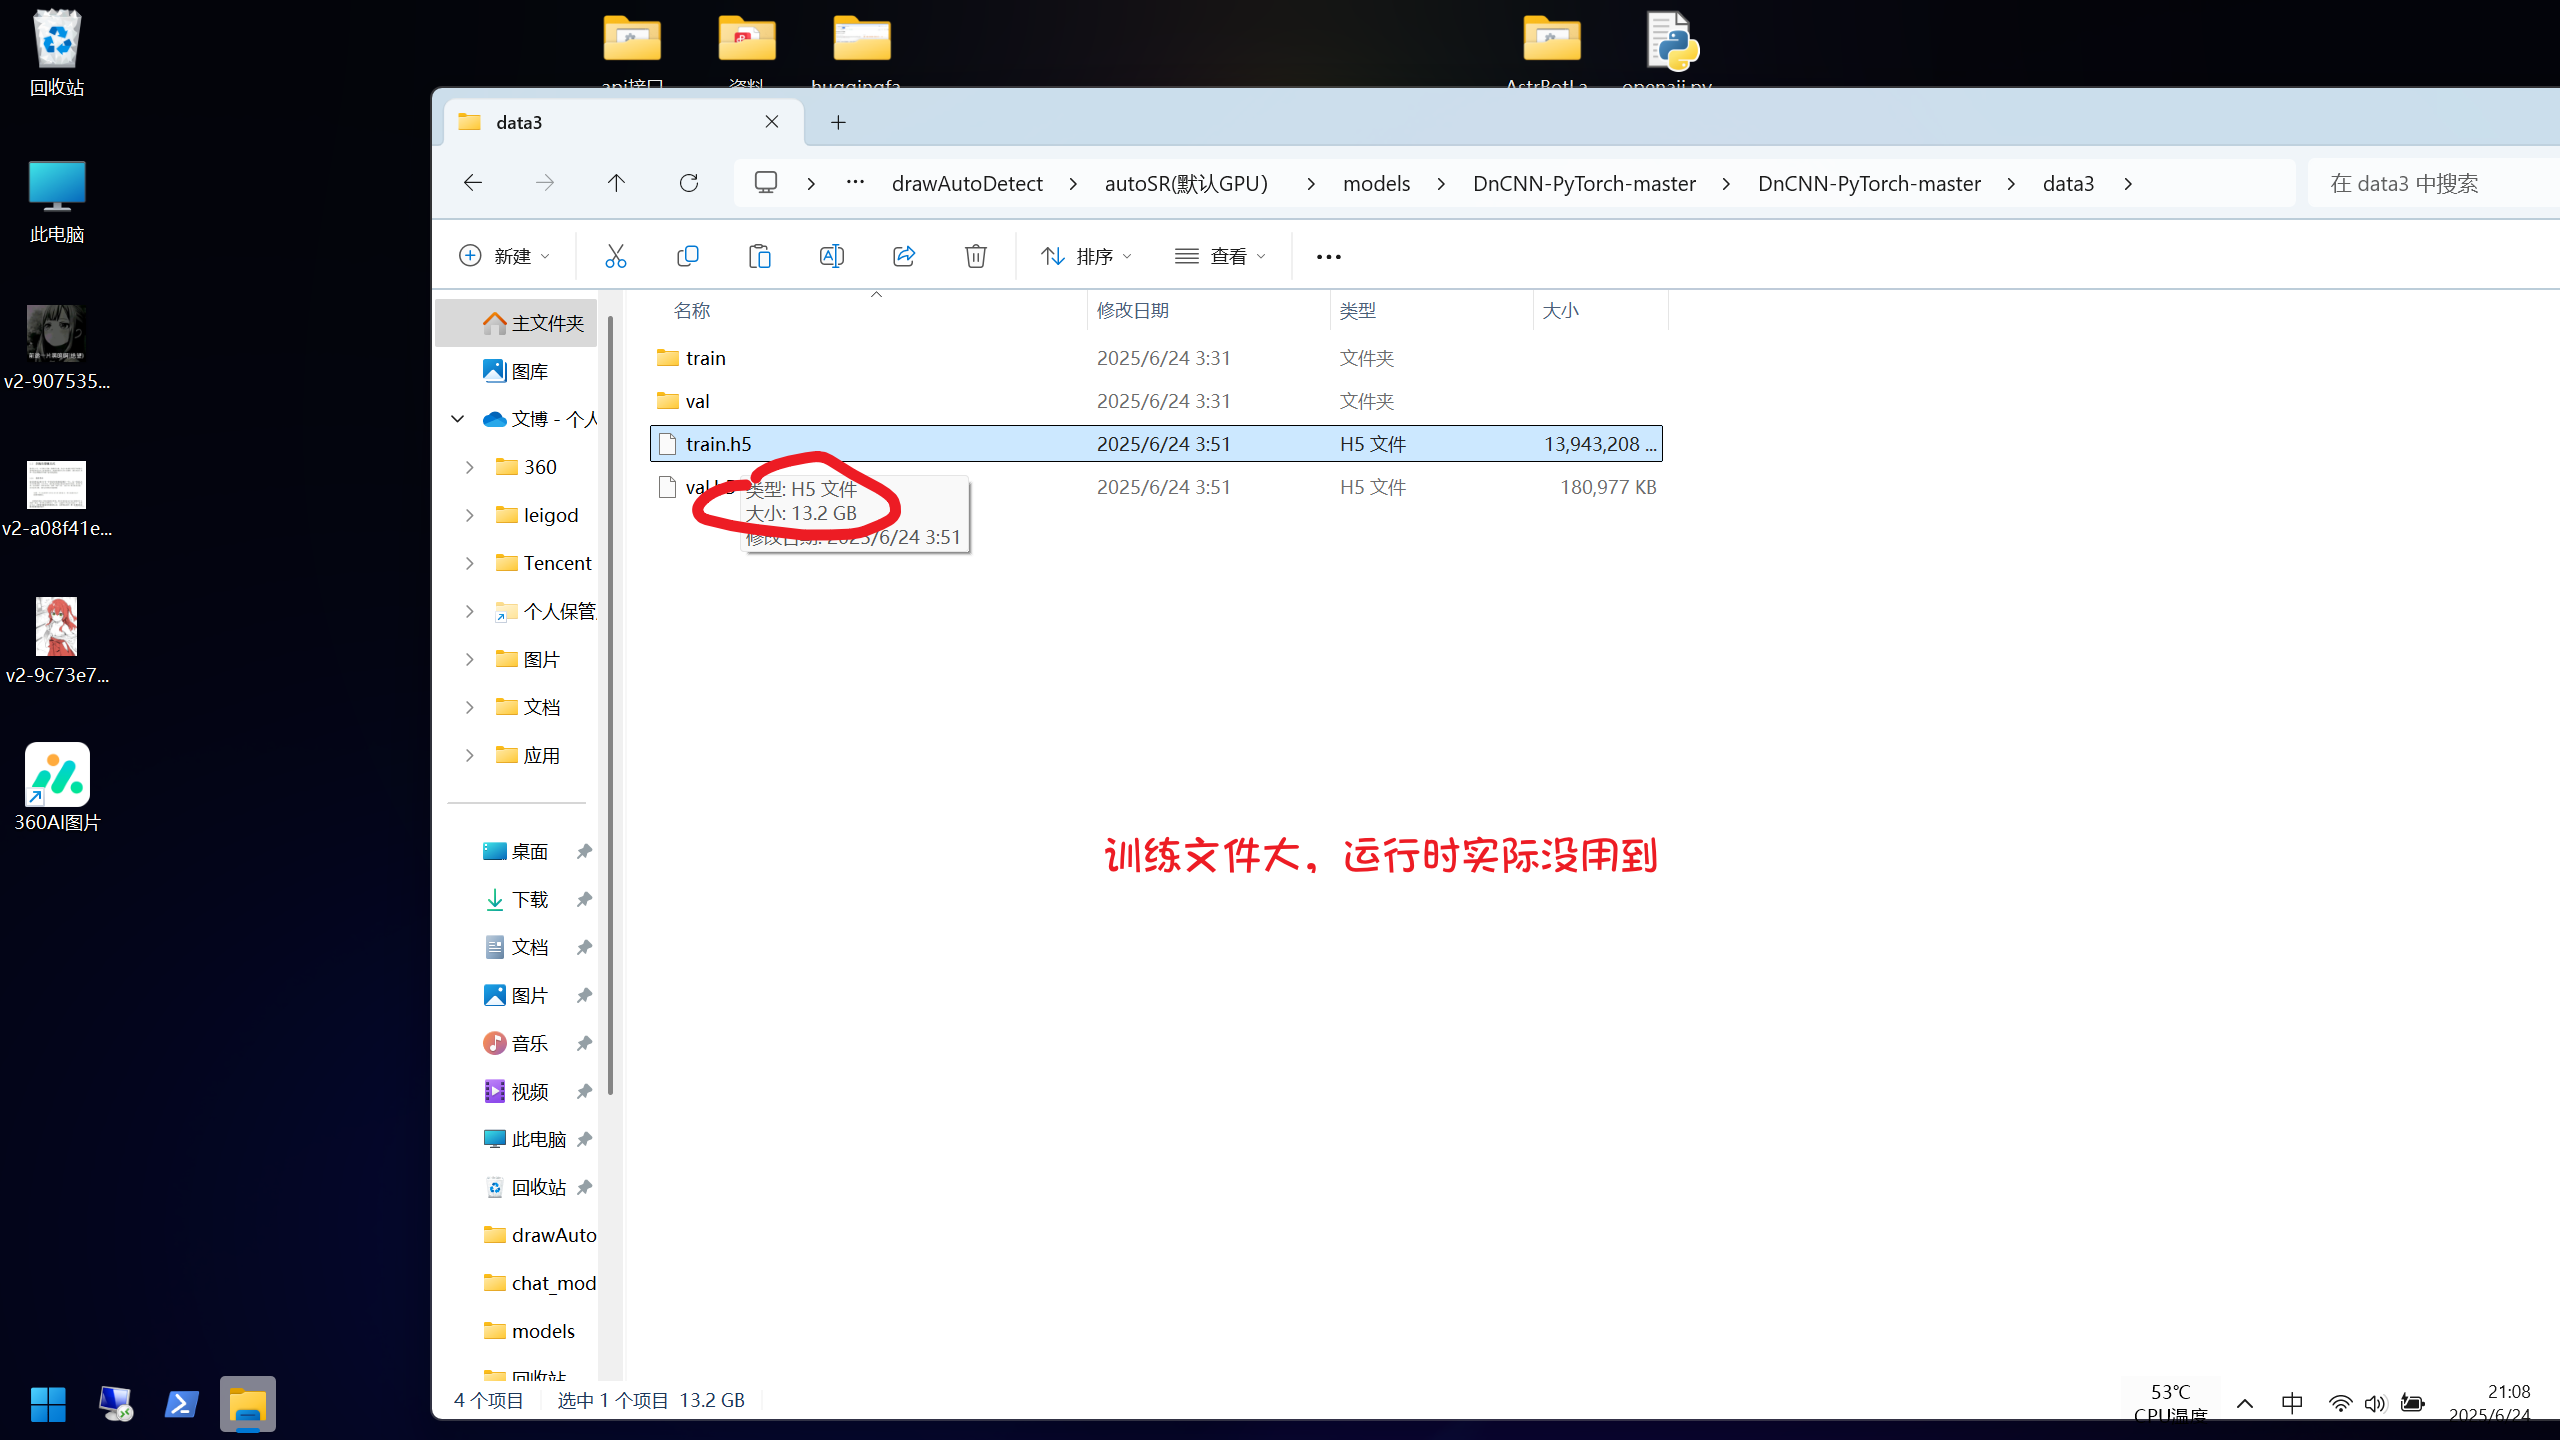 回收站
此电脑
v2-907535...
v2-a08f41e...
v2-9c73e7...
360AI图片
api接口
资料
huggingfa
AstrBotLa
openaii.py
data3
drawAutoDetect
autoSR(默认GPU)
models
DnCNN-PyTorch-master
DnCNN-PyTorch-master
data3
在 data3 中搜索
新建
排序
查看
名称
修改日期
类型
大小
train
2025/6/24 3:31
文件夹
val
2025/6/24 3:31
文件夹
train.h5
2025/6/24 3:51
H5 文件
13,943,208 ...
val.h5
2025/6/24 3:51
H5 文件
180,977 KB
类型: H5 文件
大小: 13.2 GB
修改日期: 2025/6/24 3:51
训练文件大，运行时实际没用到
主文件夹
图库
文博 - 个人
360
leigod
Tencent
个人保管
图片
文档
应用
桌面
下载
文档
图片
音乐
视频
此电脑
回收站
drawAuto
chat_mod
models
回收站
4 个项目
选中 1 个项目 13.2 GB
53℃
CPU温度
中
21:08
2025/6/24